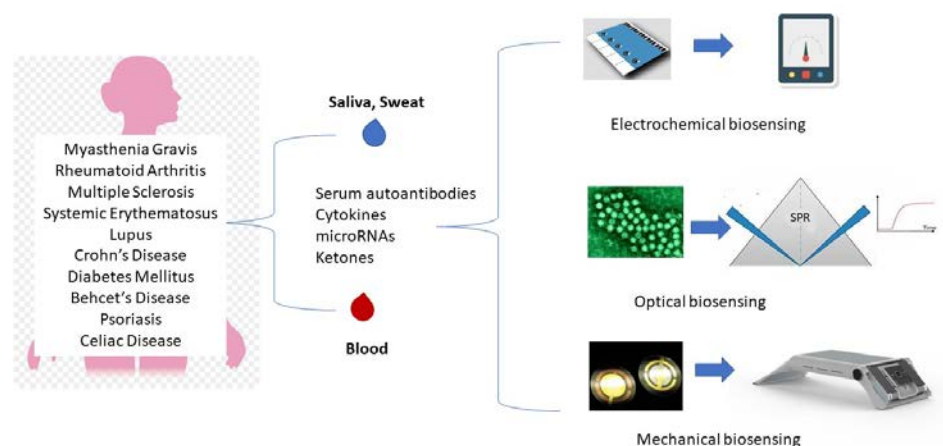 Myasthenia Gravis
Rheumatoid Arthritis
Multiple Sclerosis
Systemic Erythematosus
Lupus
Crohn's Disease
Diabetes Mellitus
Behcet's Disease
Psoriasis
Celiac Disease
Saliva, Sweat
Serum autoantibodies
Cytokines
microRNAs
Ketones
Blood
Electrochemical biosensing
SPR
Optical biosensing
Mechanical biosensing